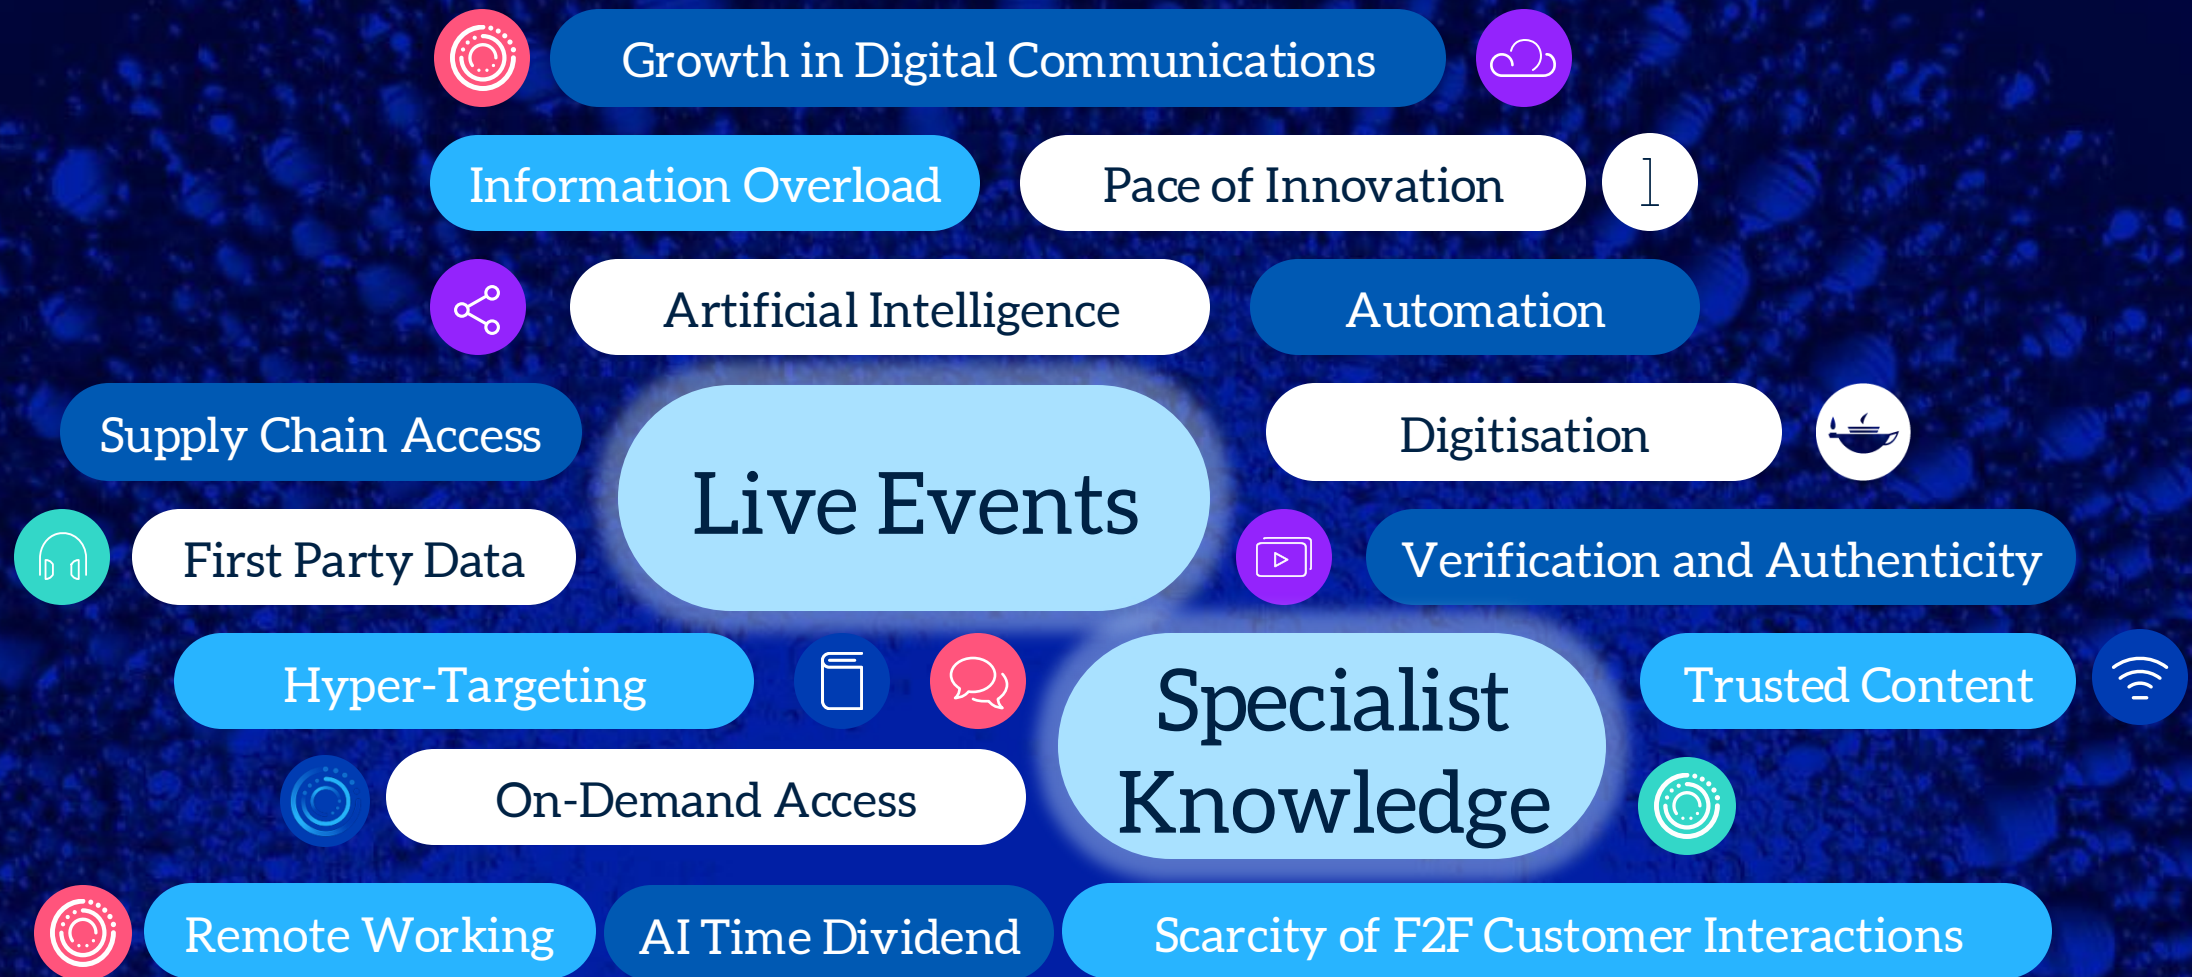 Growth in Digital Communications
Information Overload
Pace of Innovation
1
Artificial Intelligence
Automation
Supply Chain Access
Live Events
Digitisation
First Party Data
Verification and Authenticity
Hyper-Targeting
Specialist
Knowledge
Trusted Content
On-Demand Access
Remote Working
AI Time Dividend
Scarcity of F2F Customer Interactions